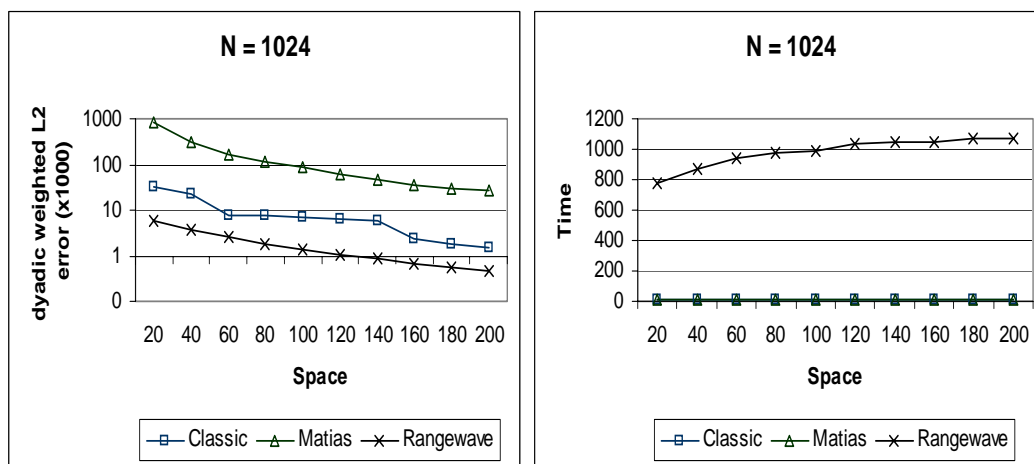 N = 1024
dyadic weighted L2
error (x1000)
1000
100
10
1
0
20 40 60 80 100 120 140 160 180 200
Space
Classic Matias Rangewave
N = 1024
Time
1200
1000
800
600
400
200
0
20 40 60 80 100 120 140 160 180 200
Space
Classic Matias Rangewave